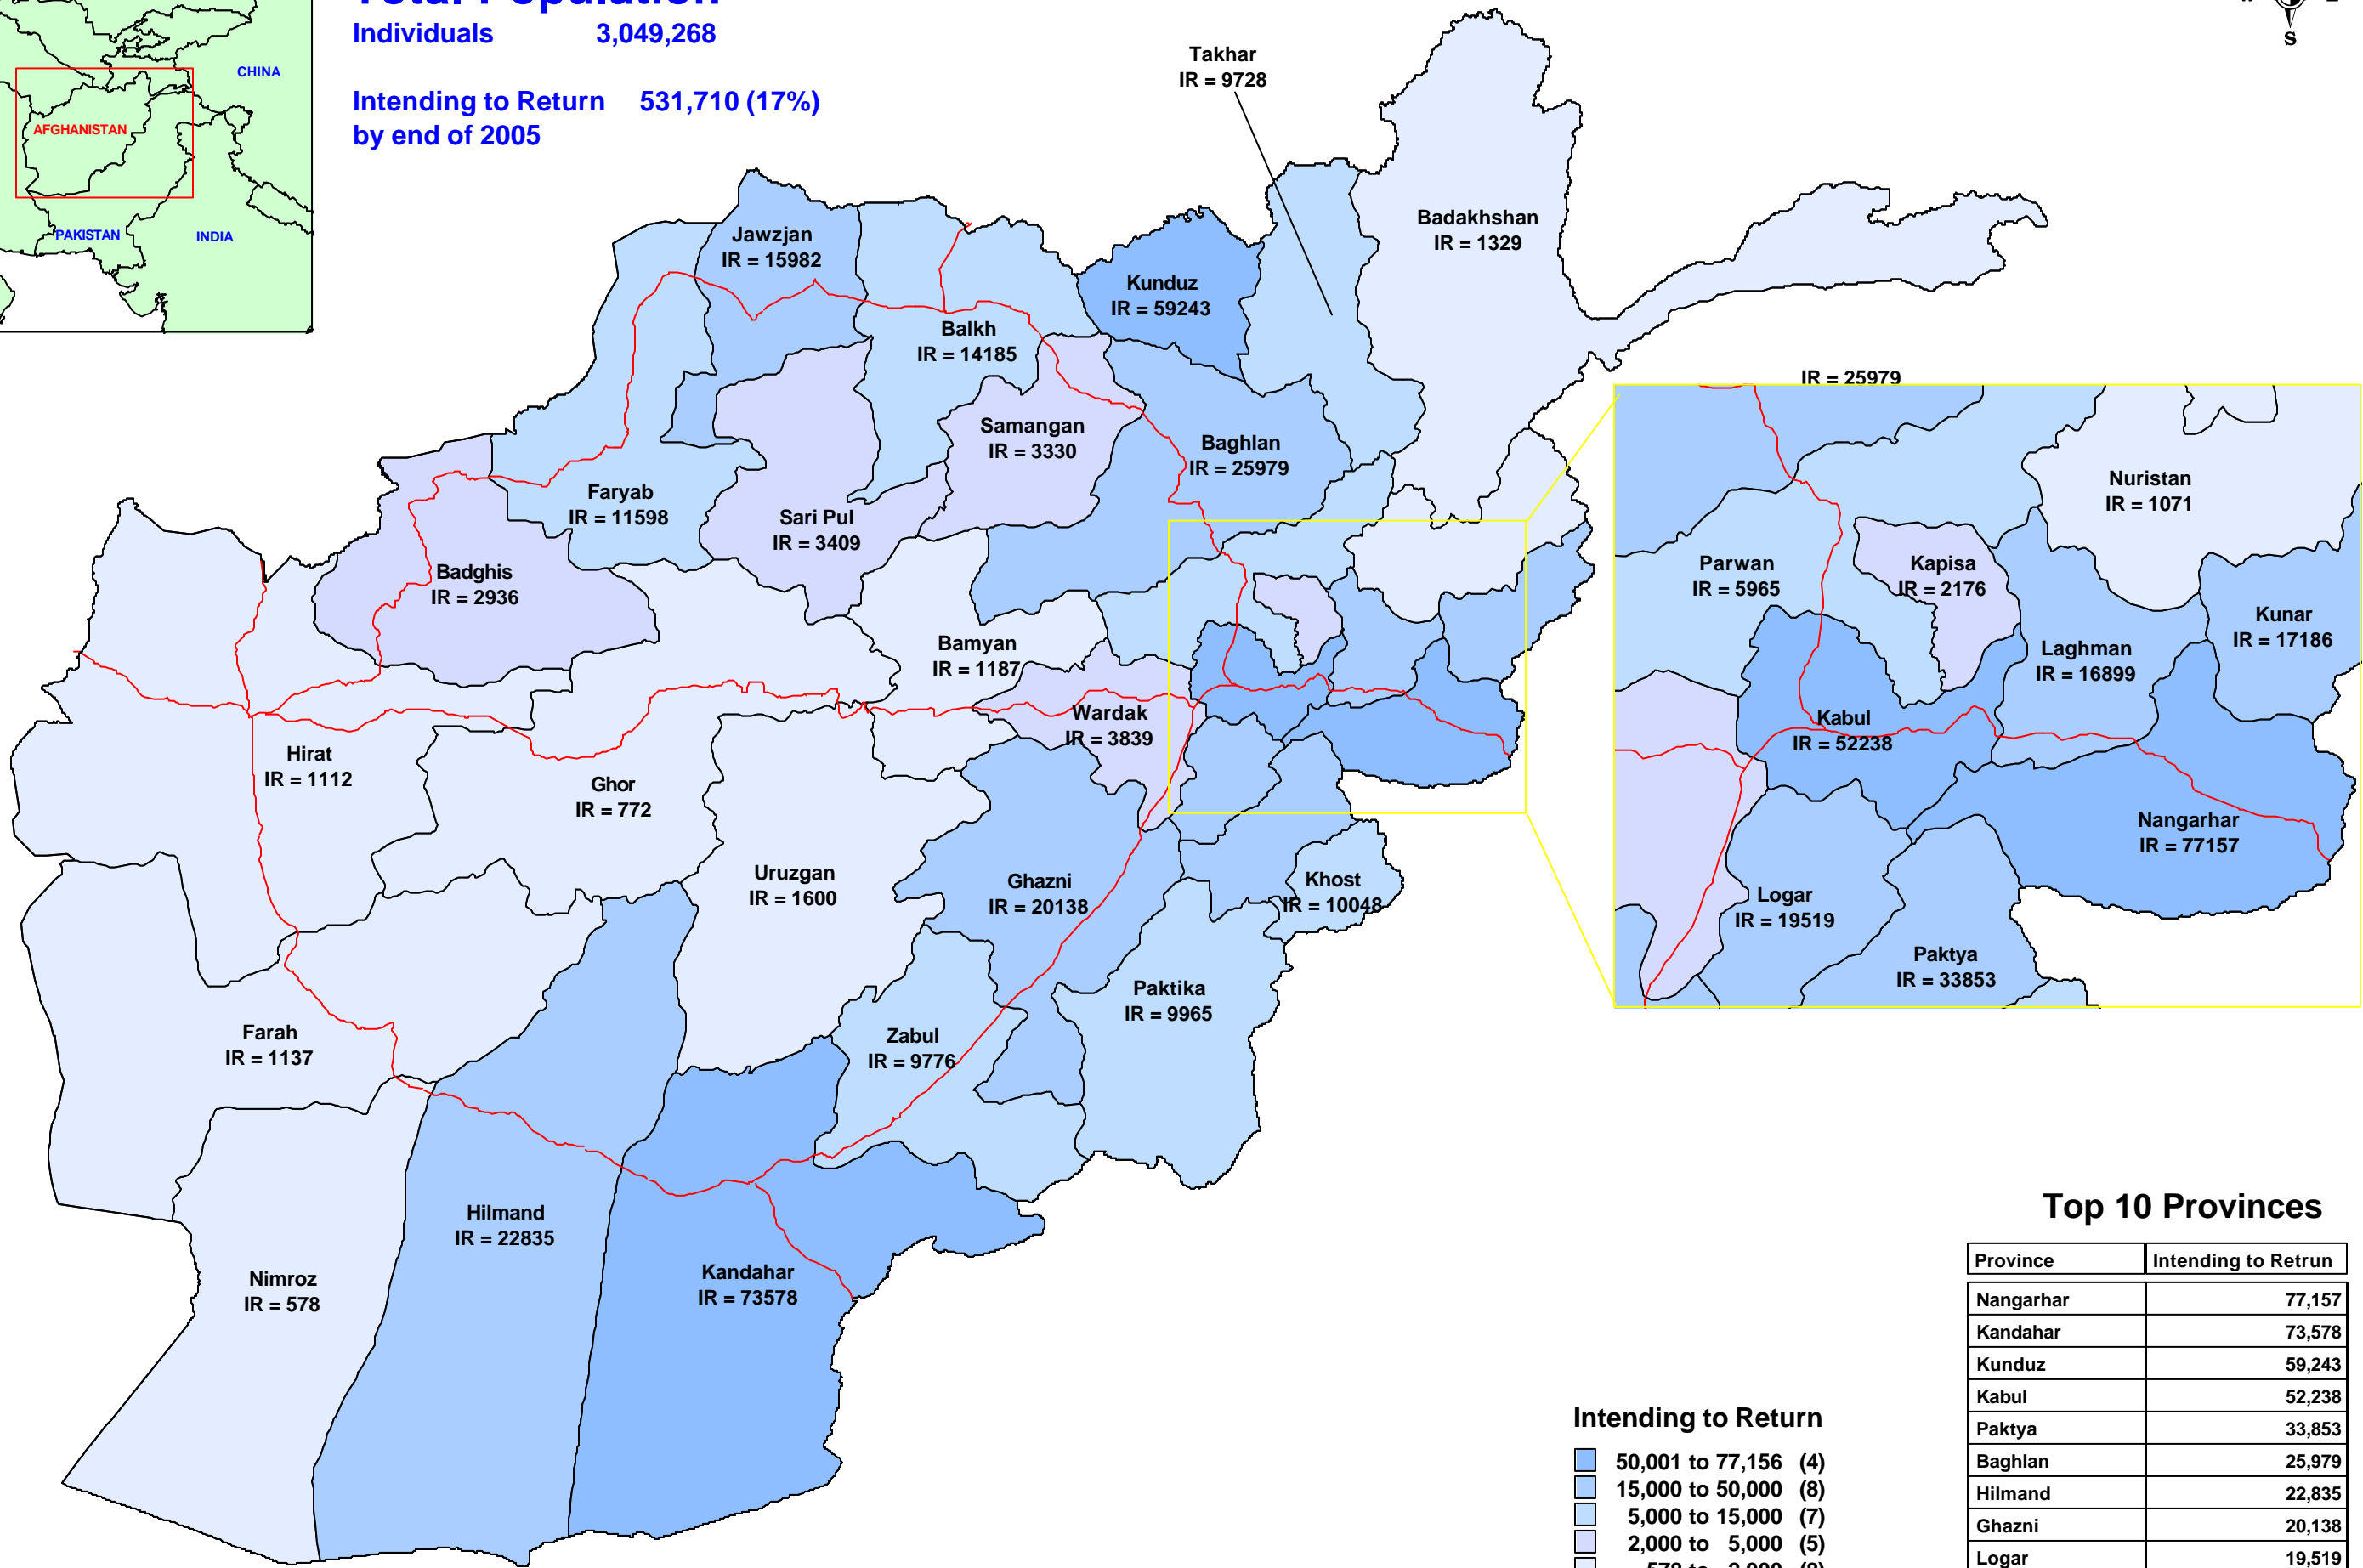 Total Population
Individuals 3,049,268
Intending to Return 531,710 (17%)
by end of 2005
CHINA
AFGHANISTAN
PAKISTAN
INDIA
S
Takhar
IR = 9728
Badakhshan
IR = 1329
Jawzjan
IR = 15982
Kunduz
IR = 59243
Balkh
IR = 14185
Samangan
IR = 3330
Baghlan
IR = 25979
Faryab
IR = 11598
Sari Pul
IR = 3409
Badghis
IR = 2936
Bamyan
IR = 1187
Wardak
IR = 3839
Hirat
IR = 1112
Ghor
IR = 772
Uruzgan
IR = 1600
Ghazni
IR = 20138
Khost
IR = 10048
Paktika
IR = 9965
Zabul
IR = 9776
Farah
IR = 1137
Hilmand
IR = 22835
Kandahar
IR = 73578
Nimroz
IR = 578
IR = 25979
Nuristan
IR = 1071
Parwan
IR = 5965
Kapisa
IR = 2176
Kunar
IR = 17186
Laghman
IR = 16899
Kabul
IR = 52238
Nangarhar
IR = 77157
Logar
IR = 19519
Paktya
IR = 33853
Intending to Return
50,001 to 77,156 (4)
15,000 to 50,000 (8)
5,000 to 15,000 (7)
2,000 to 5,000 (5)
578 to 2,000 (9)
Top 10 Provinces
Province Intending to Retrun
Nangarhar 77,157
Kandahar 73,578
Kunduz 59,243
Kabul 52,238
Paktya 33,853
Baghlan 25,979
Hilmand 22,835
Ghazni 20,138
Logar 19,519